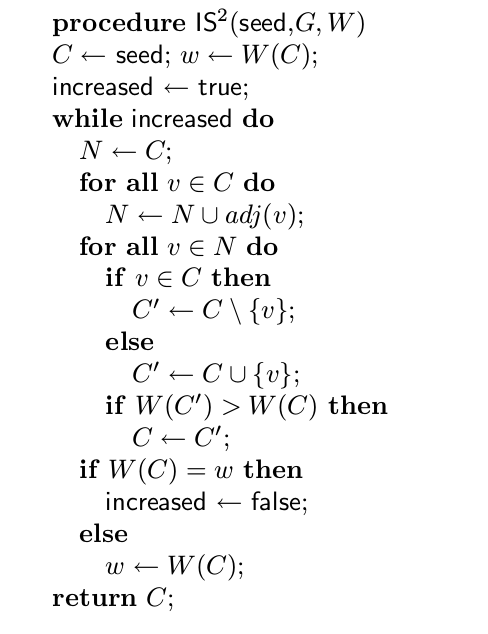 procedure IS²(seed,G, W)
C ← seed; w ← W(C);
increased ← true;
while increased do
N ← C;
for all v ∈ C do
N ← N ∪ adj(v);
for all v ∈ N do
if v ∈ C then
C′ ← C \ {v};
else
C′ ← C ∪ {v};
if W(C′) > W(C) then
C ← C′;
if W(C) = w then
increased ← false;
else
w ← W(C);
return C;